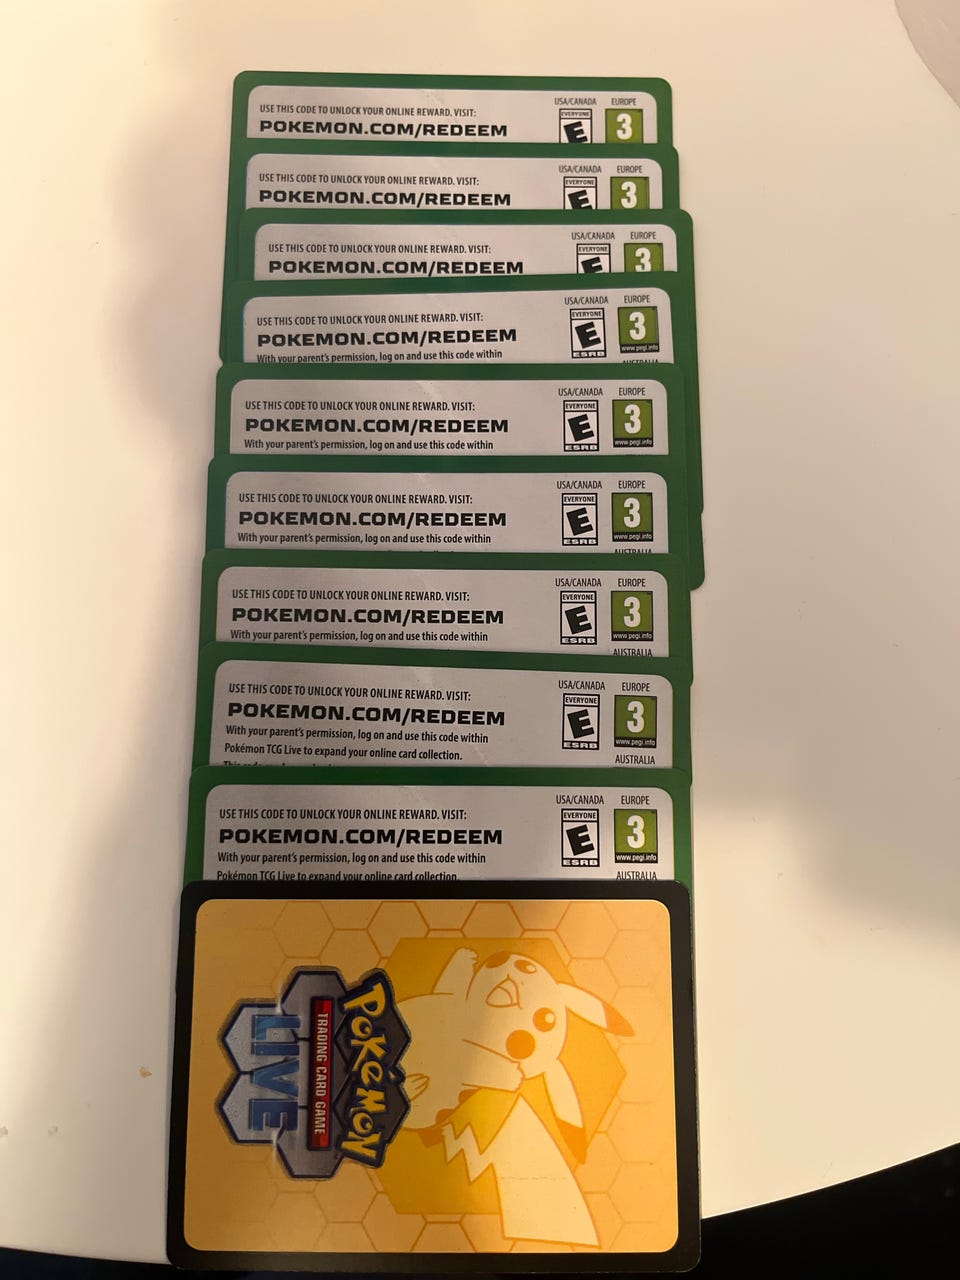 USE THIS CODE TO UNLOCK YOUR ONLINE REWARD. VISIT:
POKEMON.COM/REDEEM
USA/CANADA EUROPE
EVERYONE
E 3
USE THIS CODE TO UNLOCK YOUR ONLINE REWARD. VISIT:
POKEMON.COM/REDEEM
USA/CANADA EUROPE
EVERYONE
E 3
USE THIS CODE TO UNLOCK YOUR ONLINE REWARD. VISIT:
POKEMON.COM/REDEEM
USA/CANADA EUROPE
EVERYONE
E 3
USE THIS CODE TO UNLOCK YOUR ONLINE REWARD. VISIT:
POKEMON.COM/REDEEM
With your parent's permission, log on and use this code within
USA/CANADA EUROPE
EVERYONE
E 3
ESRB www.pegi.info
AUSTRALIA
USE THIS CODE TO UNLOCK YOUR ONLINE REWARD. VISIT:
POKEMON.COM/REDEEM
With your parent's permission, log on and use this code within
USA/CANADA EUROPE
EVERYONE
E 3
ESRB www.pegi.info
USE THIS CODE TO UNLOCK YOUR ONLINE REWARD. VISIT:
POKEMON.COM/REDEEM
With your parent's permission, log on and use this code within
USA/CANADA EUROPE
EVERYONE
E 3
ESRB www.pegi.info
AUSTRALIA
USE THIS CODE TO UNLOCK YOUR ONLINE REWARD. VISIT:
POKEMON.COM/REDEEM
With your parent's permission, log on and use this code within
USA/CANADA EUROPE
EVERYONE
E 3
ESRB www.pegi.info
AUSTRALIA
USE THIS CODE TO UNLOCK YOUR ONLINE REWARD. VISIT:
POKEMON.COM/REDEEM
With your parent's permission, log on and use this code within
Pokémon TCG Live to expand your online card collection.
USA/CANADA EUROPE
EVERYONE
E 3
ESRB www.pegi.info
AUSTRALIA
USE THIS CODE TO UNLOCK YOUR ONLINE REWARD. VISIT:
POKEMON.COM/REDEEM
With your parent's permission, log on and use this code within
Pokémon TCG Live to expand your online card collection.
USA/CANADA EUROPE
EVERYONE
E 3
ESRB www.pegi.info
AUSTRALIA
POKéMON
TRADING CARD GAME
LIVE